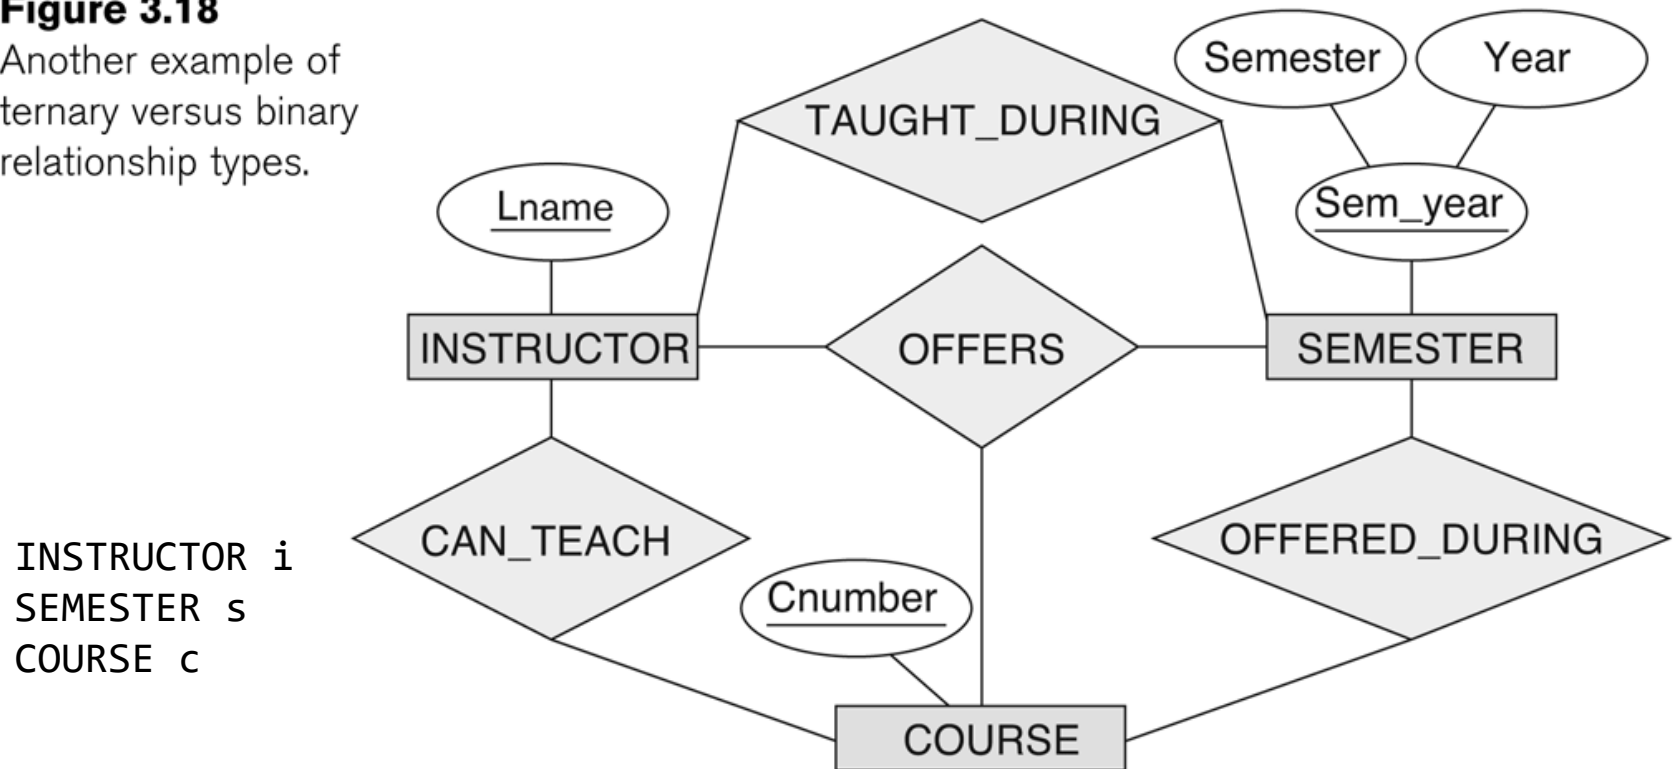 Figure 3.18
Another example of
ternary versus binary
relationship types.
TAUGHT_DURING
Semester
Year
Lname
Sem_year
INSTRUCTOR
OFFERS
SEMESTER
CAN_TEACH
OFFERED_DURING
INSTRUCTOR i
SEMESTER s
COURSE c
Cnumber
COURSE